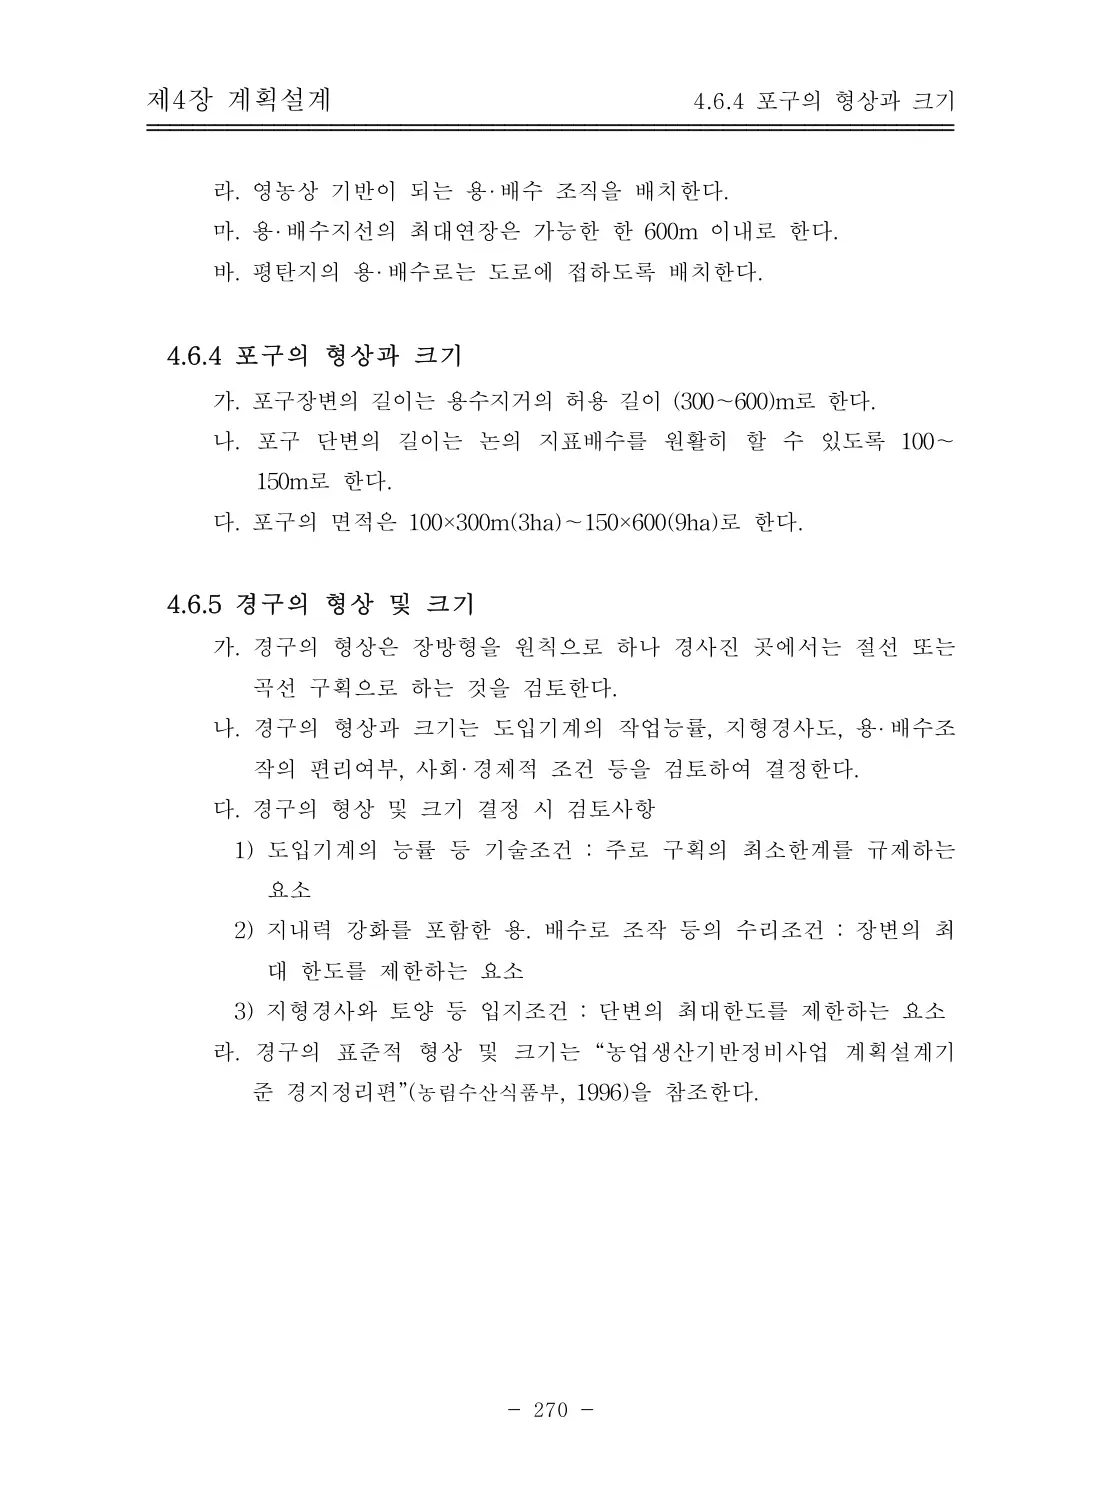 제4장 계획설계
4.6.4 포구의 형상과 크기
라. 영농상 기반이 되는 용·배수 조직을 배치한다.
마. 용·배수지선의 최대연장은 가능한 한 600m 이내로 한다.
바. 평탄지의 용·배수로는 도로에 접하도록 배치한다.
4.6.4 포구의 형상과 크기
가. 포구장변의 길이는 용수지거의 허용 길이 (300~600)m로 한다.
나. 포구 단변의 길이는 논의 지표배수를 원활히 할 수 있도록 100~
150m로 한다.
다. 포구의 면적은 100×300m(3ha)~150×600(9ha)로 한다.
4.6.5 경구의 형상 및 크기
가. 경구의 형상은 장방형을 원칙으로 하나 경사진 곳에서는 절선 또는
곡선 구획으로 하는 것을 검토한다.
나. 경구의 형상과 크기는 도입기계의 작업능률, 지형경사도, 용·배수조
작의 편리여부, 사회·경제적 조건 등을 검토하여 결정한다.
다. 경구의 형상 및 크기 결정 시 검토사항
1) 도입기계의 능률 등 기술조건 : 주로 구획의 최소한계를 규제하는
요소
2) 지내력 강화를 포함한 용. 배수로 조작 등의 수리조건 : 장변의 최
대 한도를 제한하는 요소
3) 지형경사와 토양 등 입지조건 : 단변의 최대한도를 제한하는 요소
라. 경구의 표준적 형상 및 크기는 “농업생산기반정비사업 계획설계기
준 경지정리편”(농림수산식품부, 1996)을 참조한다.
- 270 -